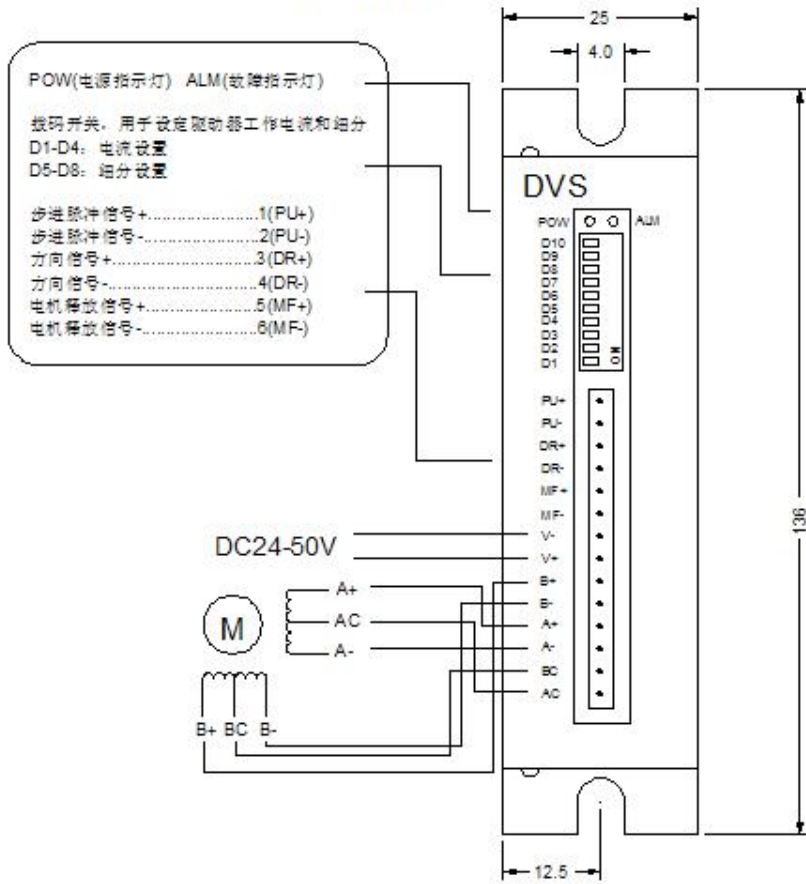 25
4.0
POW(电源指示灯) ALM(故障指示灯)
拨码开关，用于设定驱动器工作电流和细分
D1-D4：电流设置
D5-D8：细分设置
步进脉冲信号+......................1(PU+)
步进脉冲信号-......................2(PU-)
方向信号+............................3(DR+)
方向信号-.............................4(DR-)
电机释放信号+......................5(MF+)
电机释放信号-......................6(MF-)
DVS
POW ALM
D10
D9
D8
D7
D6
D5
D4
D3
D2
D1
ON
PU+
PU-
DR+
DR-
MF+
MF-
V-
V+
B+
B-
A+
A-
BC
AC
136
DC24-50V
A+
AC
A-
M
B+ BC B-
12.5